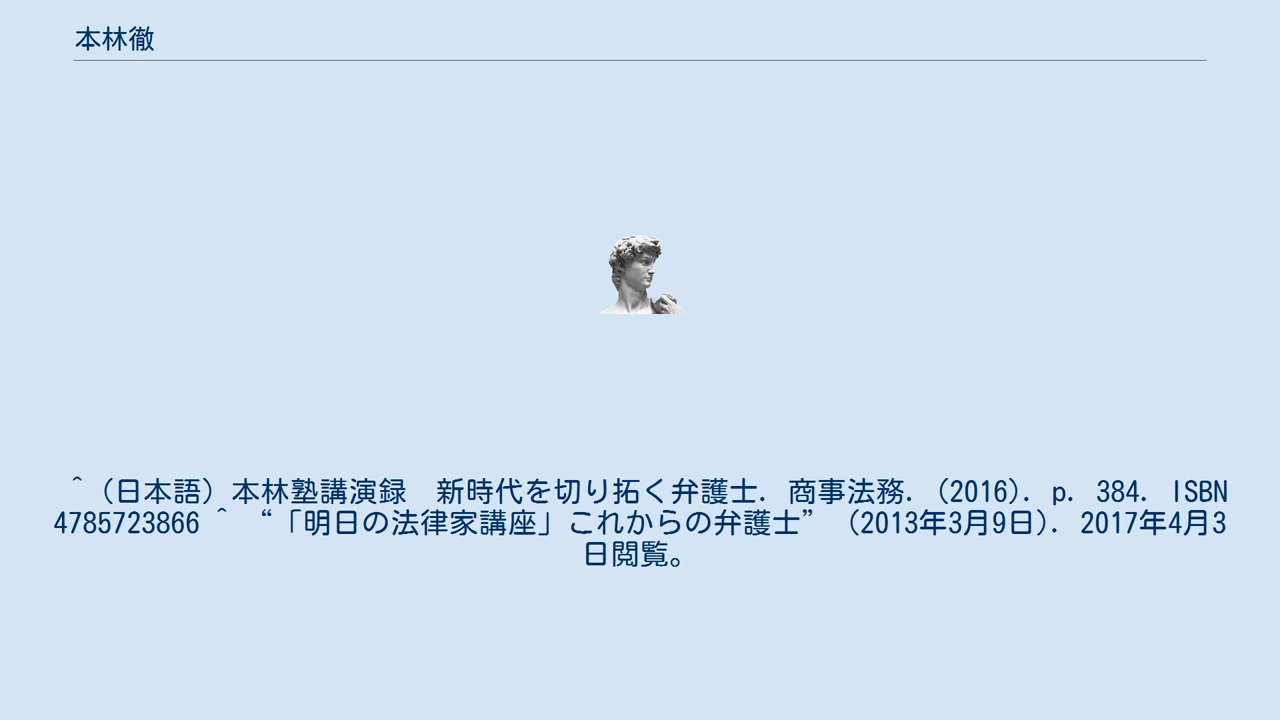 本林徹
^ (日本語) 本林塾講演録　新時代を切り拓く弁護士. 商事法務. (2016). p. 384. ISBN
4785723866 ^ “「明日の法律家講座」これからの弁護士” (2013年3月9日). 2017年4月3
日閲覧。